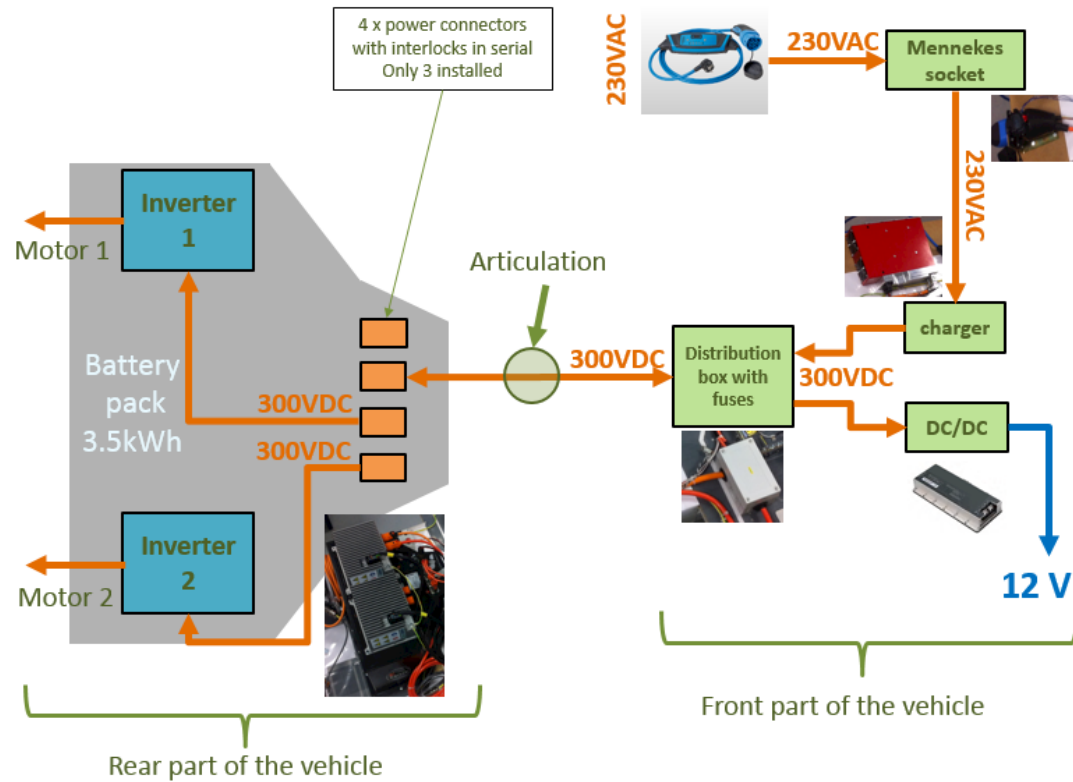 4 x power connectors
with interlocks in serial
Only 3 installed
230VAC
230VAC
Mennekes
socket
230VAC
Inverter
1
Motor 1
Articulation
charger
Battery
pack
3.5kWh
300VDC
300VDC
300VDC
Distribution
box with
fuses
300VDC
DC/DC
Inverter
2
Motor 2
12 V
Front part of the vehicle
Rear part of the vehicle